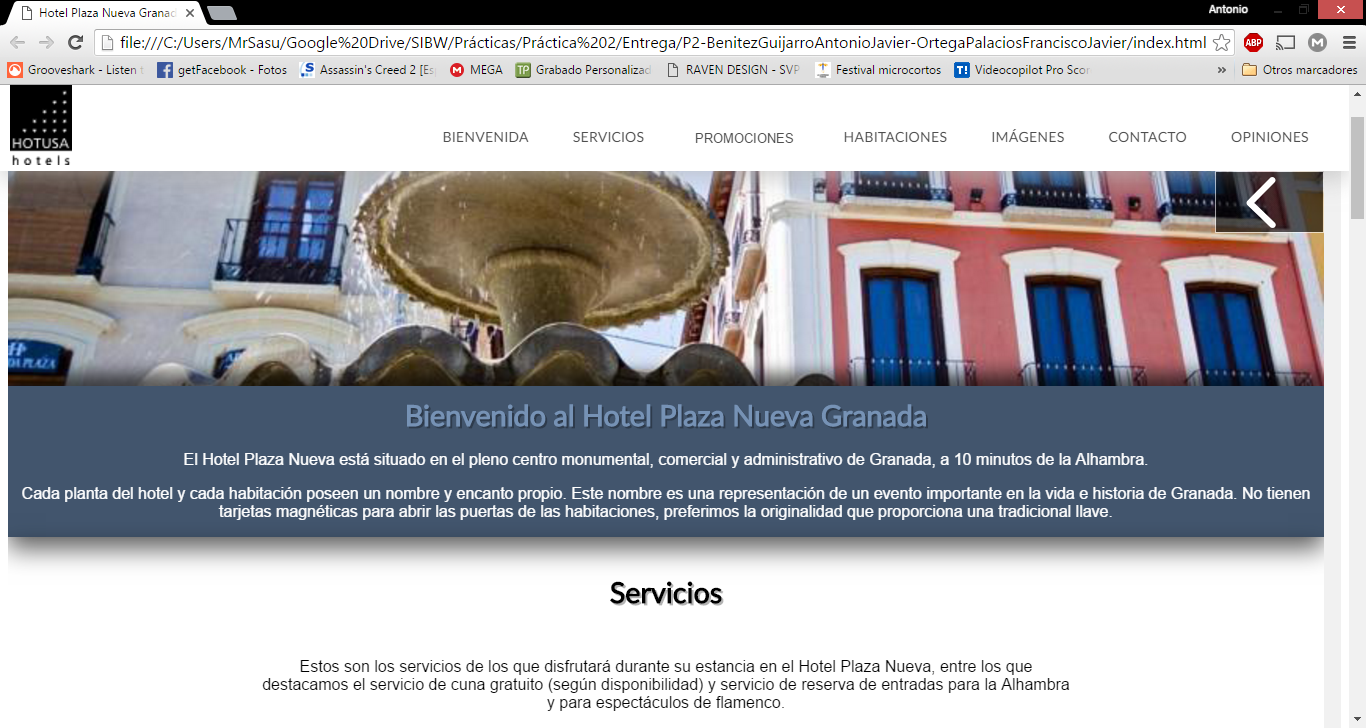 Hotel Plaza Nueva Granad
Antonio
file:///C:/Users/MrSasu/Google%20Drive/SIBW/Prácticas/Práctica%202/Entrega/P2-BenitezGuijarroAntonioJavier-OrtegaPalaciosFranciscoJavier/index.html
ABP
M
Grooveshark - Listen t
getFacebook - Fotos
Assassin's Creed 2 [Es
MEGA
TP Grabado Personalizad
RAVEN DESIGN - SVP
Festival microcortos
T! Videocopilot Pro Scor
»
Otros marcadores
HOTUSA
hotels
BIENVENIDA SERVICIOS PROMOCIONES HABITACIONES IMÁGENES CONTACTO OPINIONES
Bienvenido al Hotel Plaza Nueva Granada
El Hotel Plaza Nueva está situado en el pleno centro monumental, comercial y administrativo de Granada, a 10 minutos de la Alhambra.
Cada planta del hotel y cada habitación poseen un nombre y encanto propio. Este nombre es una representación de un evento importante en la vida e historia de Granada. No tienen
tarjetas magnéticas para abrir las puertas de las habitaciones, preferimos la originalidad que proporciona una tradicional llave.
Servicios
Estos son los servicios de los que disfrutará durante su estancia en el Hotel Plaza Nueva, entre los que
destacamos el servicio de cuna gratuito (según disponibilidad) y servicio de reserva de entradas para la Alhambra
y para espectáculos de flamenco.